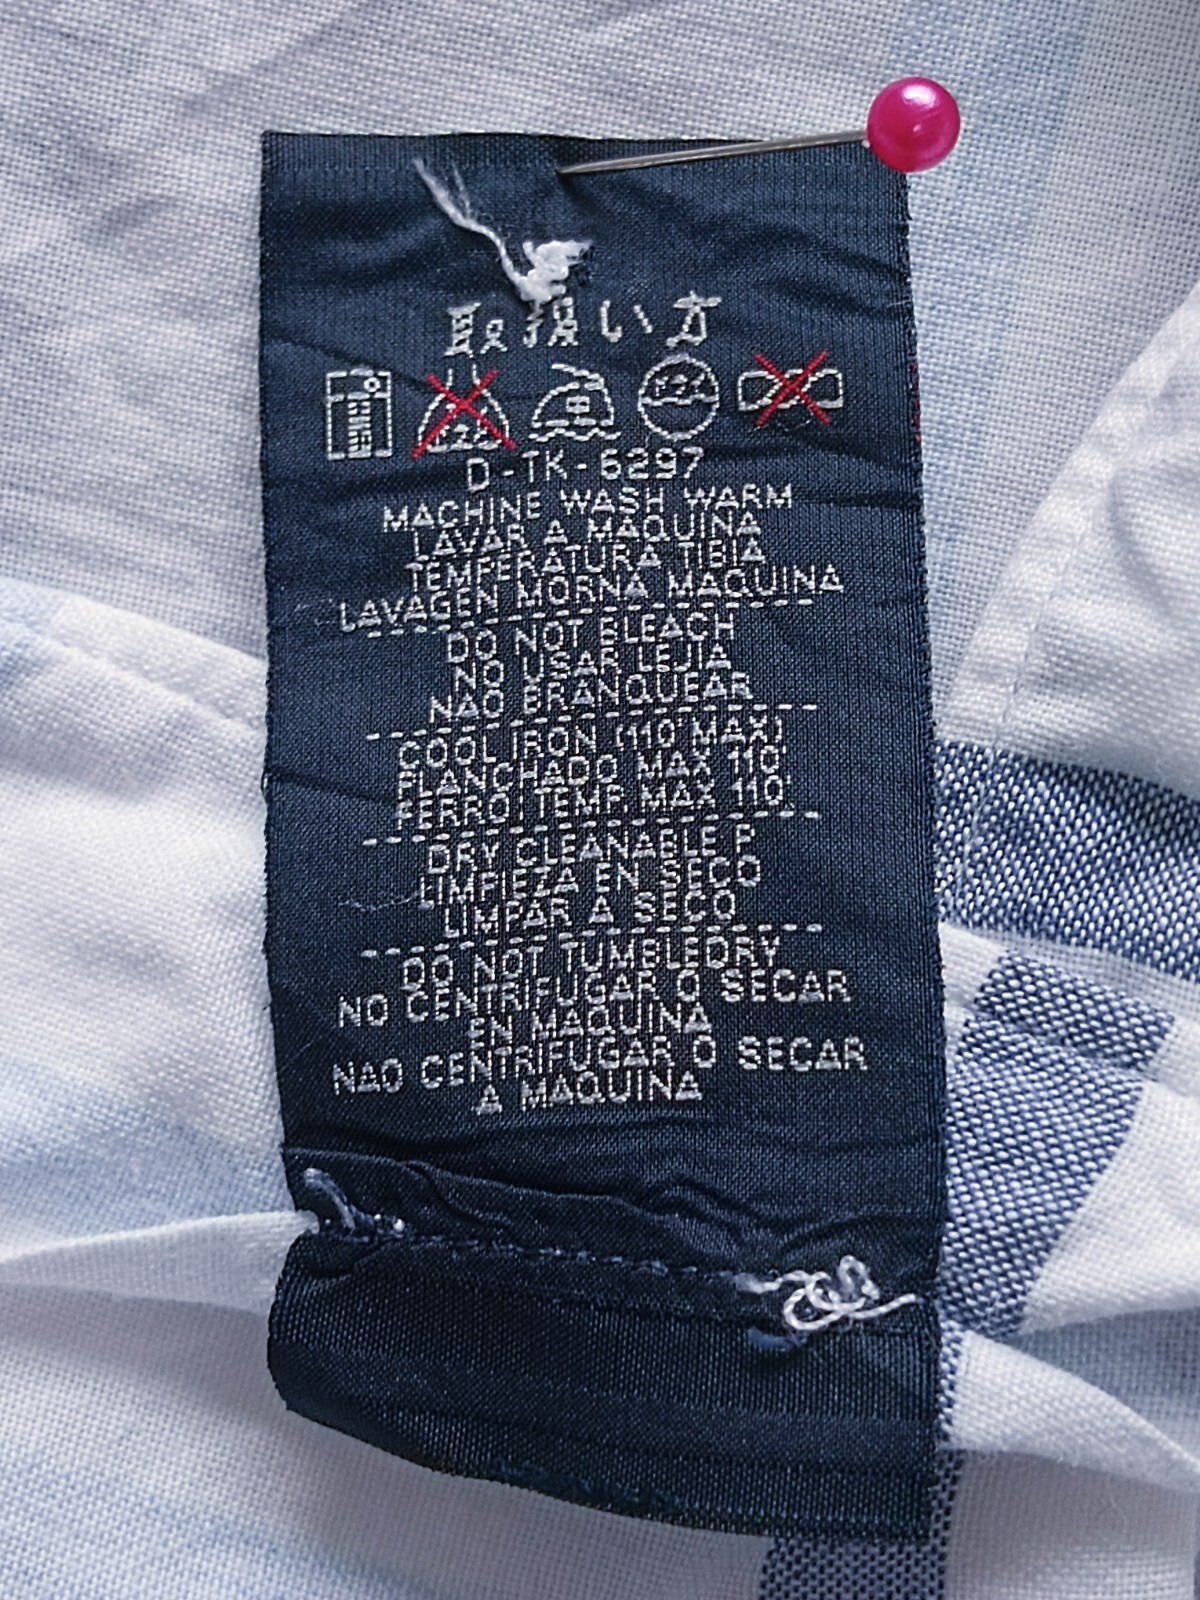 取扱い方
D-TK-6297
MACHINE WASH WARM
LAVAR A MAQUINA
TEMPERATURA TIBIA
LAVAGEN MORNA MAQUINA
DO NOT BLEACH
NO USAR LEJIA
NAO BRANQUEAR
COOL IRON (110°MAX)
PLANCHADO MAX 110°
FERRO: TEMP. MAX 110°
DRY CLEANABLE P
LIMPIEZA EN SECO
LIMPAR A SECO
DO NOT TUMBLEDRY
NO CENTRIFUGAR O SECAR
EN MAQUINA
NAO CENTRIFUGAR O SECAR
A MAQUINA